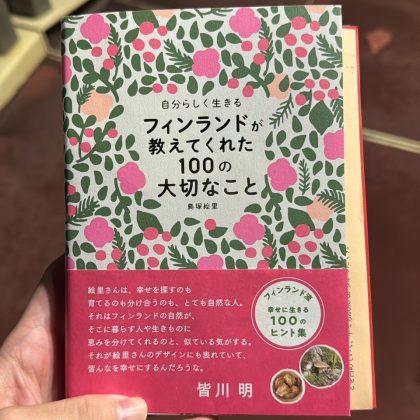 自分らしく生きる
フィンランドが
教えてくれた
100の
大切なこと
島塚絵里
絵里さんは、幸せを探すのも
育てるのも分け合うのも、とても自然な人。
それはフィンランドの自然が、
そこに暮らす人や生きものに
恵みを分けてくれるのと、似ている気がする。
それが絵里さんのデザインにも表れていて、
皆んなを幸せにするんだろうな。
皆川 明
フィンランド流
幸せに生きる
100の
ヒント集